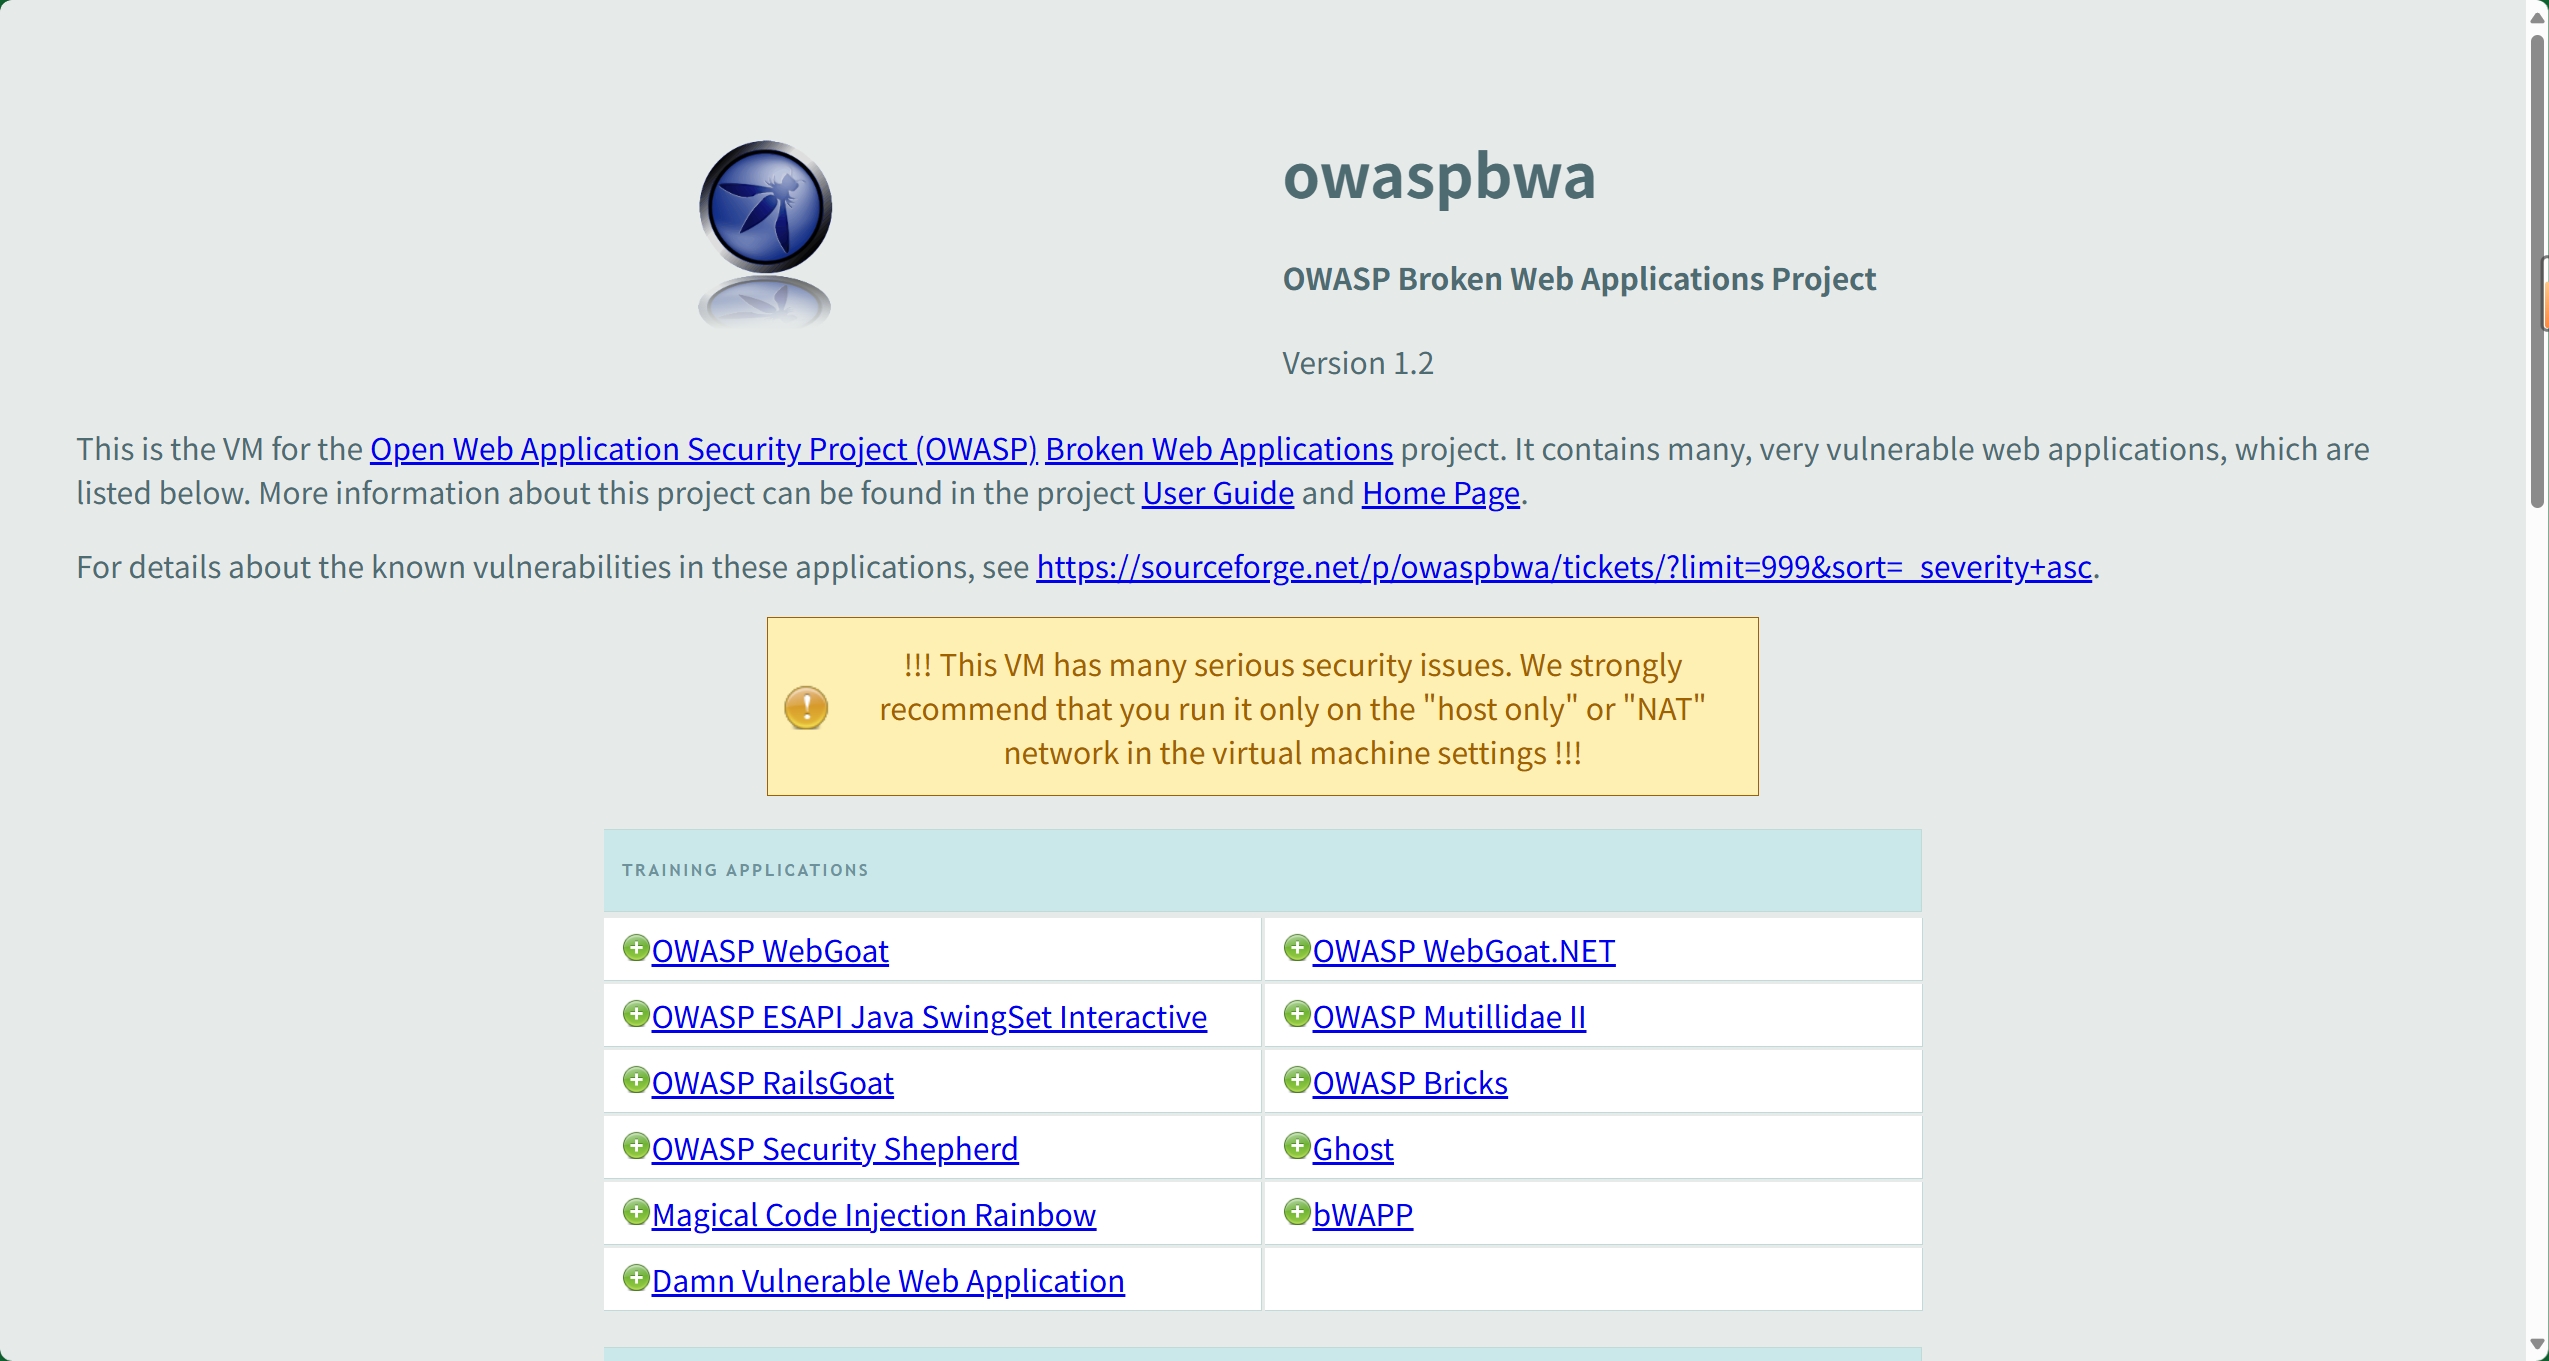 owaspbwa
OWASP Broken Web Applications Project
Version 1.2
This is the VM for the Open Web Application Security Project (OWASP) Broken Web Applications project. It contains many, very vulnerable web applications, which are
listed below. More information about this project can be found in the project User Guide and Home Page.
For details about the known vulnerabilities in these applications, see https://sourceforge.net/p/owaspbwa/tickets/?limit=999&sort=_severity+asc.
!!! This VM has many serious security issues. We strongly
recommend that you run it only on the "host only" or "NAT"
network in the virtual machine settings !!!
TRAINING APPLICATIONS
OWASP WebGoat
OWASP WebGoat.NET
OWASP ESAPI Java SwingSet Interactive
OWASP Mutillidae II
OWASP RailsGoat
OWASP Bricks
OWASP Security Shepherd
Ghost
Magical Code Injection Rainbow
bWAPP
Damn Vulnerable Web Application